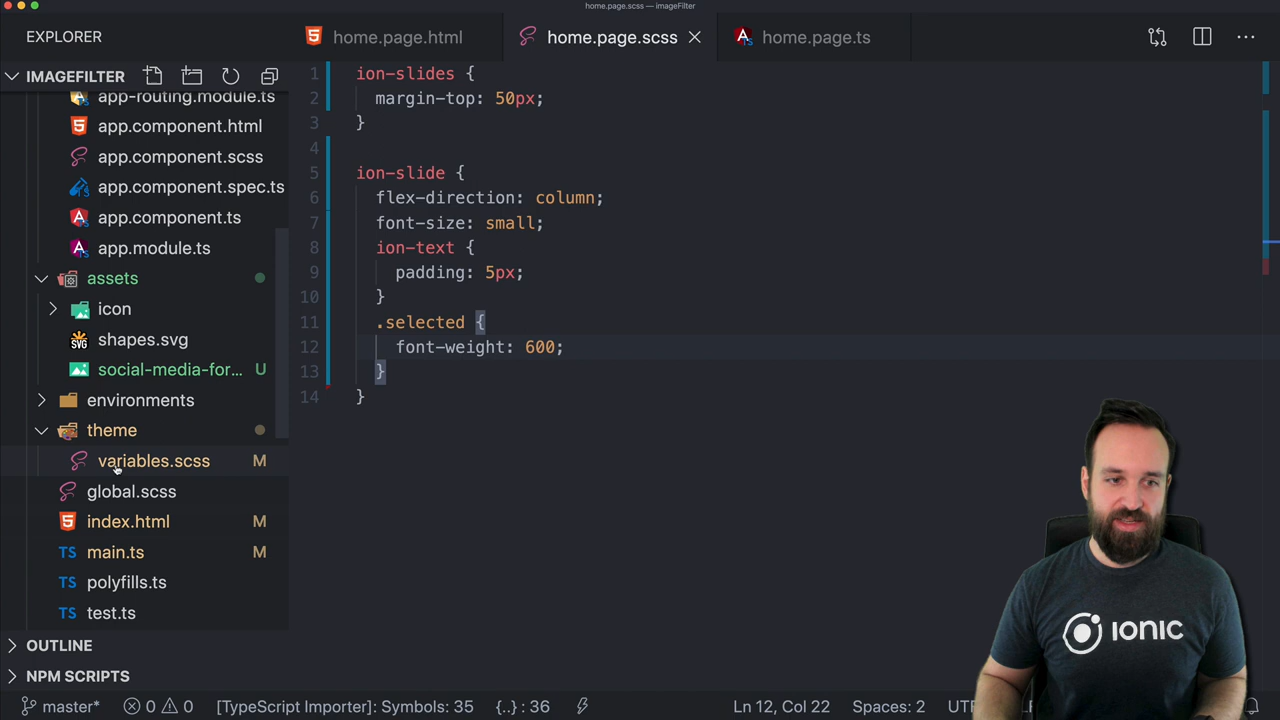 home.page.scss — imageFilter
EXPLORER
home.page.html
home.page.scss
home.page.ts
IMAGEFILTER
app-routing.module.ts
app.component.html
app.component.scss
app.component.spec.ts
app.component.ts
app.module.ts
assets
icon
shapes.svg
SVG
social-media-for...
U
environments
theme
variables.scss
M
global.scss
index.html
M
TS
main.ts
M
TS
polyfills.ts
TS
test.ts
OUTLINE
NPM SCRIPTS
1 ion-slides {
2 margin-top: 50px;
3 }
4
5 ion-slide {
6 flex-direction: column;
7 font-size: small;
8 ion-text {
9 padding: 5px;
10 }
11 .selected {
12 font-weight: 600;
13 }
14 }
IONIC
master* 0 0 [TypeScript Importer]: Symbols: 35 {..} : 36 Ln 12, Col 22 Spaces: 2